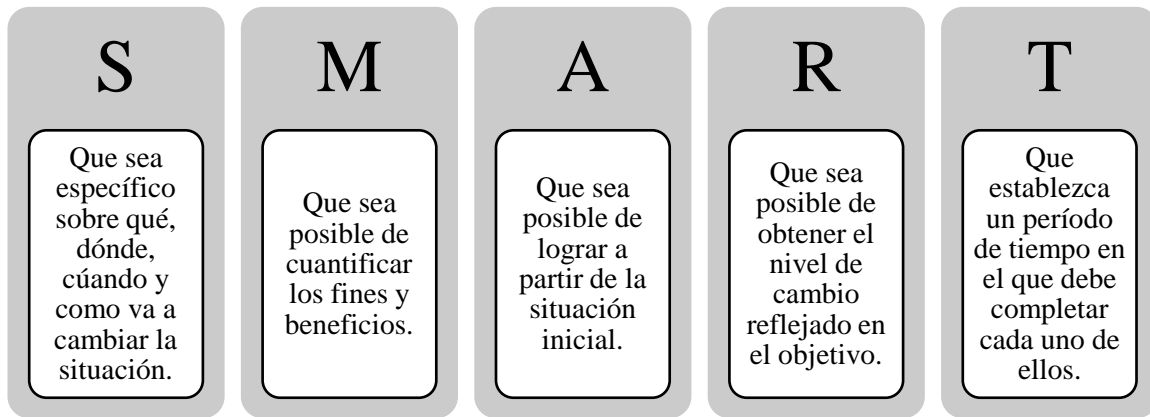 S
Que sea
específico
sobre qué,
dónde,
cúando y
como va a
cambiar la
situación.
M
Que sea
posible de
cuantificar
los fines y
beneficios.
A
Que sea
posible de
lograr a
partir de la
situación
inicial.
R
Que sea
posible de
obtener el
nivel de
cambio
reflejado en
el objetivo.
T
Que
establezca
un período
de tiempo en
el que debe
completar
cada uno de
ellos.